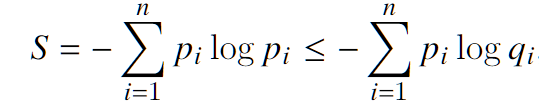 S = − ∑_{i=1}^{n} p_i log p_i ≤ − ∑_{i=1}^{n} p_i log q_i.